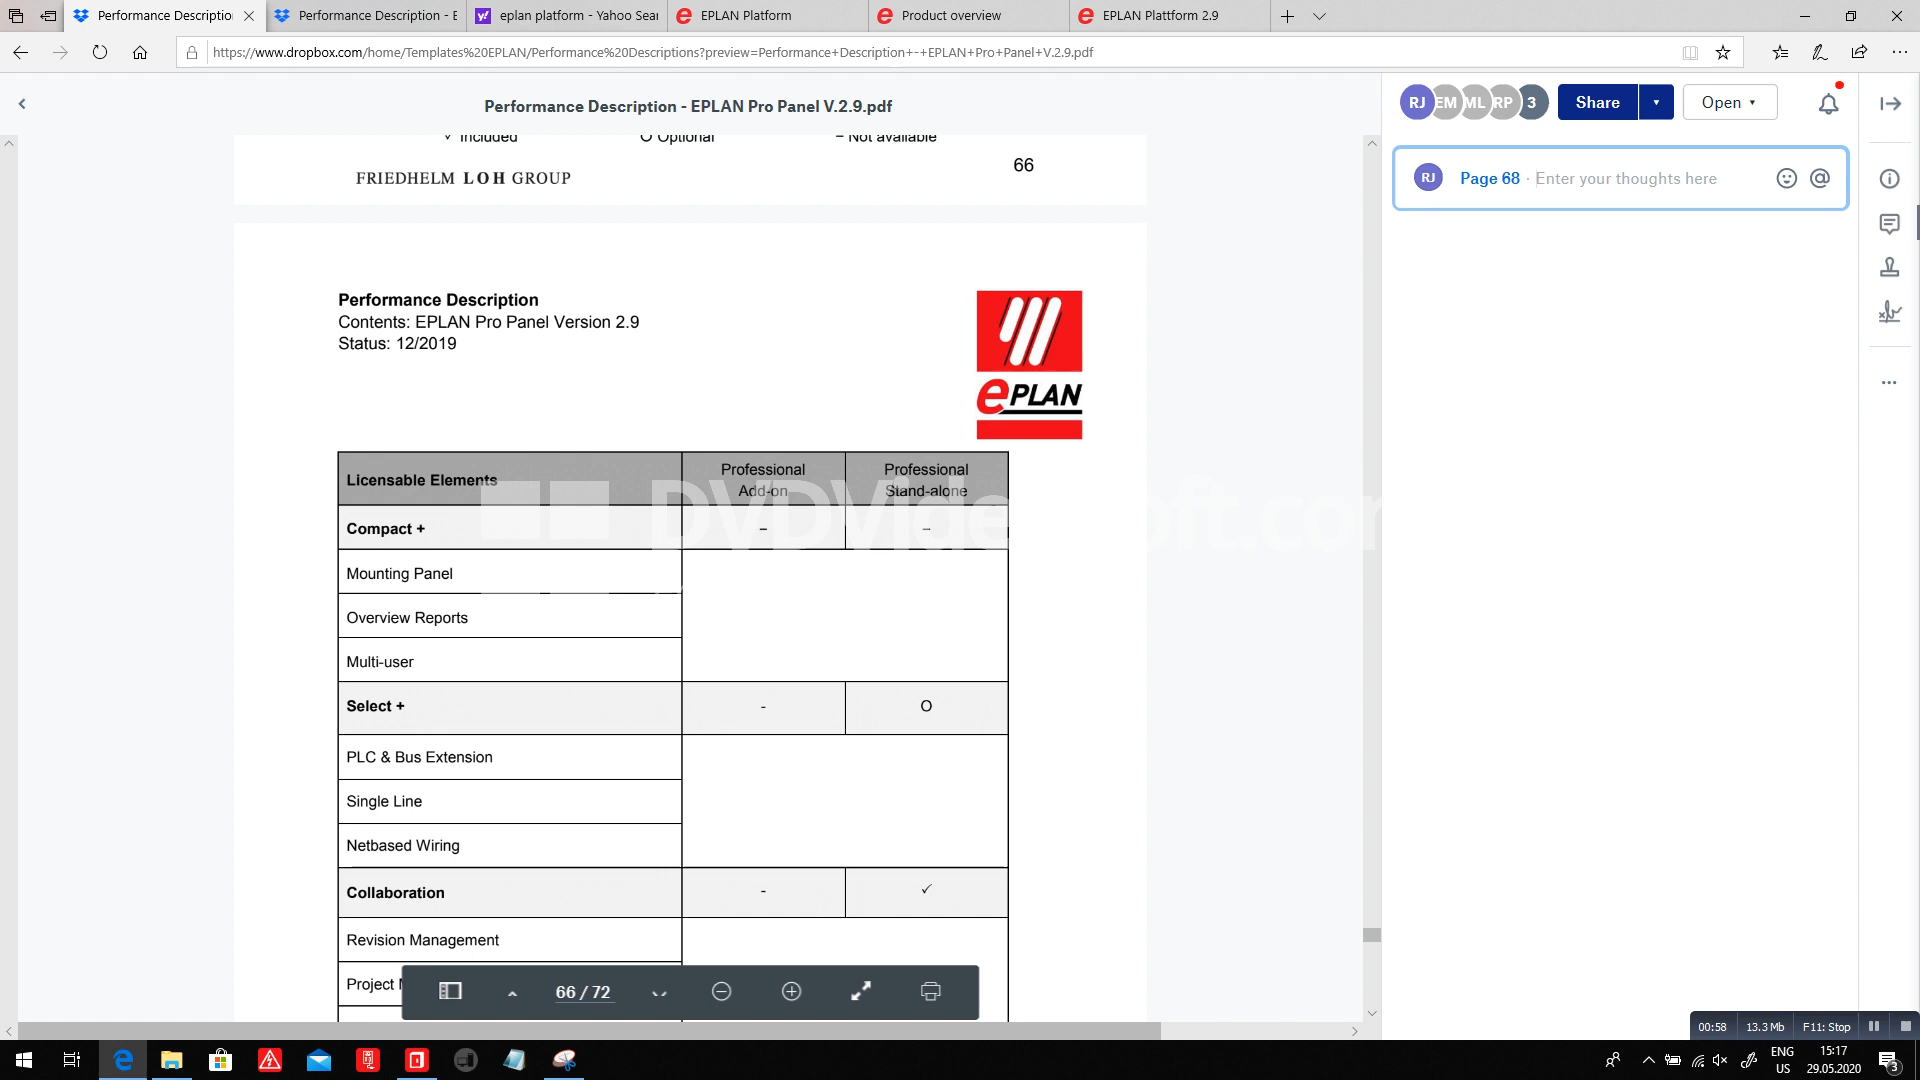 Performance Descriptio
Performance Description - E
eplan platform - Yahoo Sear
EPLAN Platform
Product overview
EPLAN Plattform 2.9
https://www.dropbox.com/home/Templates%20EPLAN/Performance%20Descriptions?preview=Performance+Description+-+EPLAN+Pro+Panel+V.2.9.pdf
Performance Description - EPLAN Pro Panel V.2.9.pdf
RJ EM ML RP 3
Share
Open
✓ Included O Optional – Not available
66
FRIEDHELM LOH GROUP
RJ Page 68 · Enter your thoughts here
Performance Description
Contents: EPLAN Pro Panel Version 2.9
Status: 12/2019
ePLAN
Licensable Elements
Professional Add-on
Professional Stand-alone
DVDVideoSoft.com
Compact + – –
Mounting Panel
Overview Reports
Multi-user
Select + - O
PLC & Bus Extension
Single Line
Netbased Wiring
Collaboration - ✓
Revision Management
Project
66 / 72
00:58 13.3 Mb F11: Stop
ENG
US
15:17
29.05.2020
3